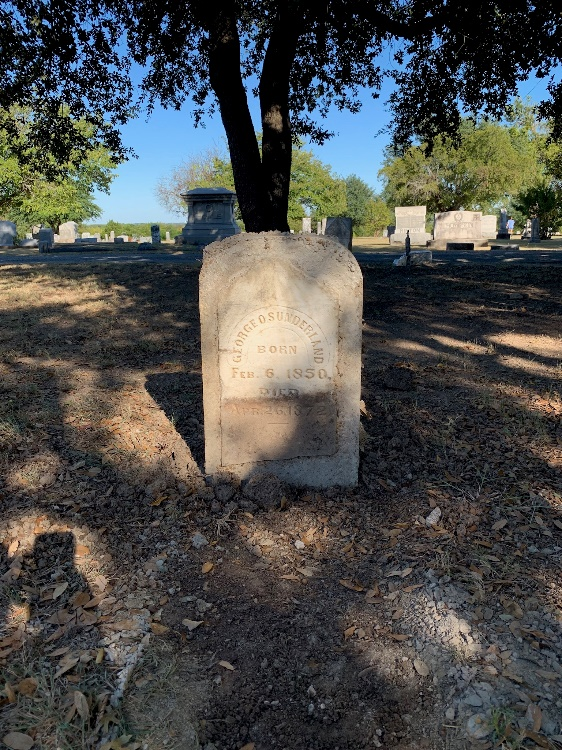 GEORGE O SUNDERLAND
BORN
FEB. 6, 1850.
DIED
APR. 26, 1872.